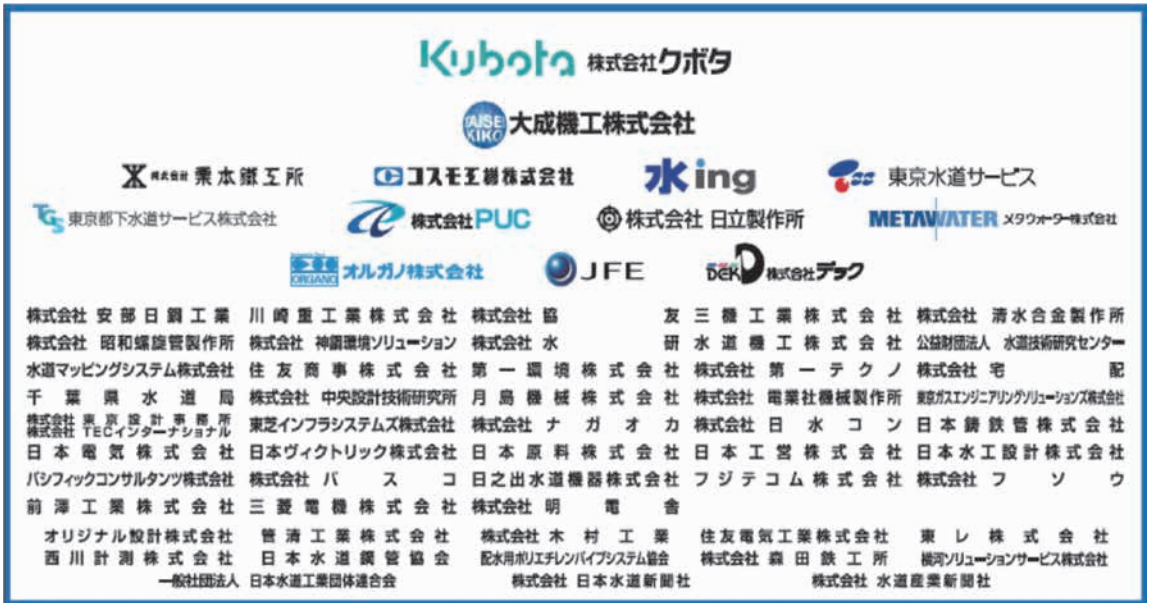 Kubota 株式会社クボタ
TAISEI KIKO 大成機工株式会社
株式会社 栗本鐵工所 コスモ工機株式会社 水ing TSS 東京水道サービス
TGS 東京都下水道サービス株式会社 株式会社PUC 株式会社 日立製作所 METAWATER メタウォーター株式会社
ORGANO オルガノ株式会社 JFE DEKD 株式会社デック
株式会社 安部日鋼工業 川崎重工業株式会社 株式会社 協友 三機工業株式会社 株式会社 清水合金製作所
株式会社 昭和螺旋管製作所 株式会社 神鋼環境ソリューション 株式会社 水研 水道機工株式会社 公益財団法人 水道技術研究センター
水道マッピングシステム株式会社 住友商事株式会社 第一環境株式会社 株式会社 第一テクノ 株式会社 宅配
千葉県水道局 株式会社 中央設計技術研究所 月島機械株式会社 株式会社 電業社機械製作所 東京ガスエンジニアリングソリューションズ株式会社
株式会社 東京設計事務所
株式会社 TECインターナショナル 東芝インフラシステムズ株式会社 株式会社 ナガオカ 株式会社 日水コン 日本鋳鉄管株式会社
日本電気株式会社 日本ヴィクトリック株式会社 日本原料株式会社 日本工営株式会社 日本水工設計株式会社
パシフィックコンサルタンツ株式会社 株式会社 パスコ 日之出水道機器株式会社 フジテコム株式会社 株式会社 フソウ
前澤工業株式会社 三菱電機株式会社 株式会社 明電舎
オリジナル設計株式会社 管清工業株式会社 株式会社 木村工業 住友電気工業株式会社 東レ株式会社
西川計測株式会社 日本水道鋼管協会 配水用ポリエチレンパイプシステム協会 株式会社 森田鉄工所 横河ソリューションサービス株式会社
一般社団法人 日本水道工業団体連合会 株式会社 日本水道新聞社 株式会社 水道産業新聞社